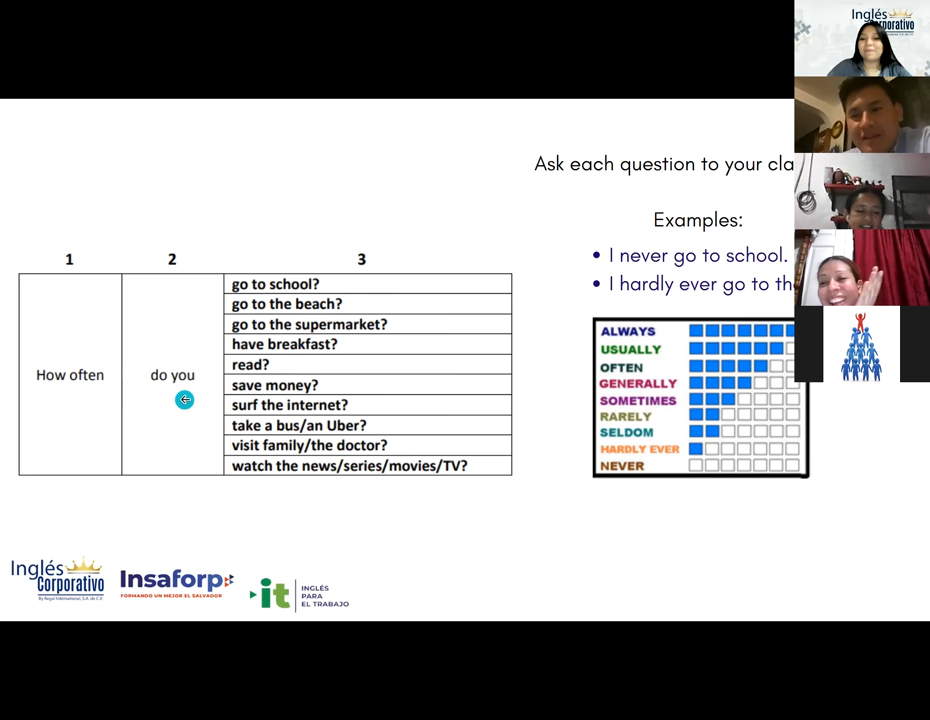 Inglés
Corporativo
Ask each question to your cla
Examples:
• I never go to school.
• I hardly ever go to th
1 2 3
How often
do you
go to school?
go to the beach?
go to the supermarket?
have breakfast?
read?
save money?
surf the internet?
take a bus/an Uber?
visit family/the doctor?
watch the news/series/movies/TV?
ALWAYS
USUALLY
OFTEN
GENERALLY
SOMETIMES
RARELY
SELDOM
HARDLY EVER
NEVER
Inglés
Corporativo
By Regal International, S.A. de C.V.
Insaforp
FORMANDO UN MEJOR EL SALVADOR
it
INGLÉS
PARA
EL TRABAJO